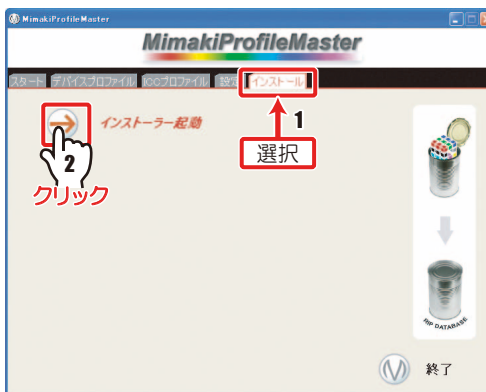 MimakiProfileMaster
MimakiProfileMaster
スタート デバイスプロファイル ICCプロファイル 設定 インストール
インストーラー起動
1
選択
2
クリック
RIP DATABASE
終了